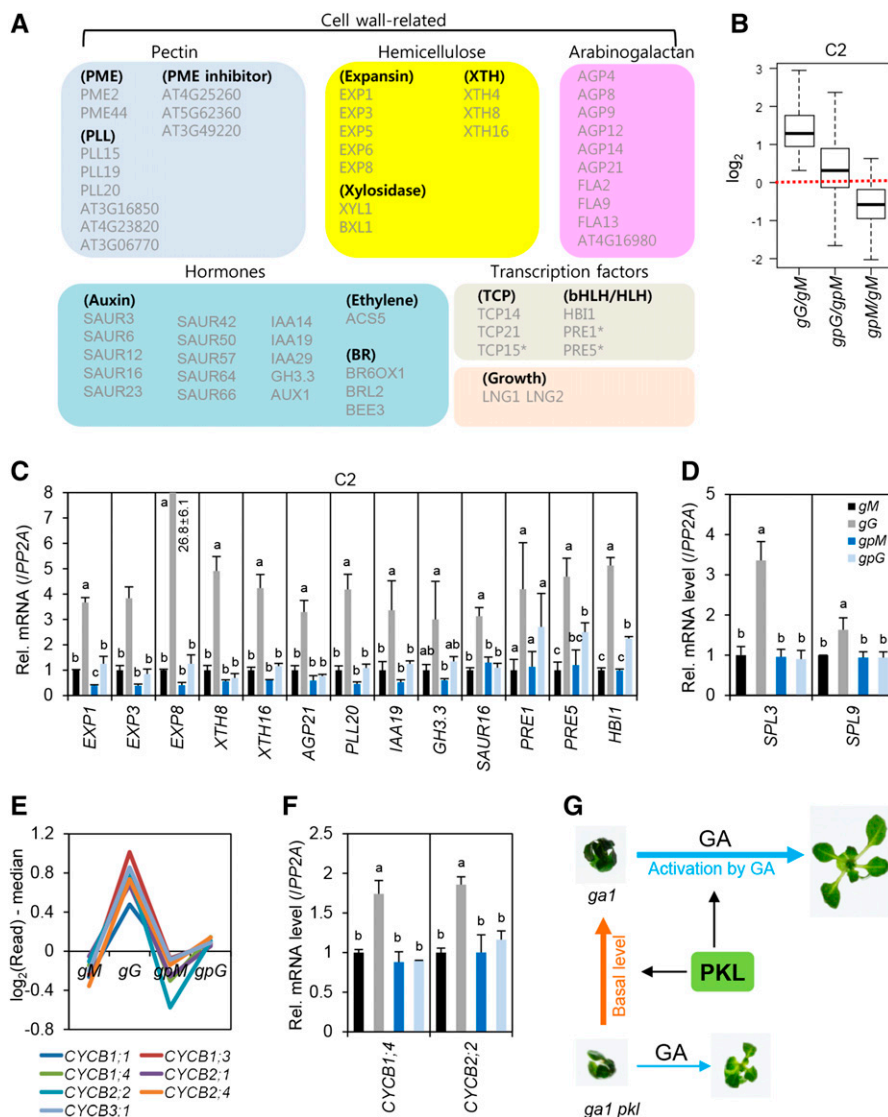 A
Cell wall-related
Pectin
(PME) (PME inhibitor)
PME2 AT4G25260
PME44 AT5G62360
(PLL) AT3G49220
PLL15
PLL19
PLL20
AT3G16850
AT4G23820
AT3G06770
Hemicellulose
(Expansin) (XTH)
EXP1 XTH4
EXP3 XTH8
EXP5 XTH16
EXP6
EXP8
(Xylosidase)
XYL1
BXL1
Arabinogalactan
AGP4
AGP8
AGP9
AGP12
AGP14
AGP21
FLA2
FLA9
FLA13
AT4G16980
Hormones
(Auxin)
SAUR3 SAUR42 IAA14
SAUR6 SAUR50 IAA19
SAUR12 SAUR57 IAA29
SAUR16 SAUR64 GH3.3
SAUR23 SAUR66 AUX1
(Ethylene)
ACS5
(BR)
BR6OX1
BRL2
BEE3
Transcription factors
(TCP) (bHLH/HLH)
TCP14 HBI1
TCP21 PRE1*
TCP15* PRE5*
(Growth)
LNG1 LNG2
B
C2
log2
3
2
1
0
-1
-2
gG/gM
gpG/gpM
gpM/gM
C
C2
Rel. mRNA (/PP2A)
8
7
6
5
4
3
2
1
0
26.8±6.1
b a b b
b a b b
b a b b
b a b b
b a b b
b a b b
b a b b
b a b b
ab a b ab
b a b b
b a b a
c a bc b
c a c b
EXP1
EXP3
EXP8
XTH8
XTH16
AGP21
PLL20
IAA19
GH3.3
SAUR16
PRE1
PRE5
HBI1
D
Rel. mRNA level (/PP2A)
5
4
3
2
1
0
gM
gG
gpM
gpG
b a b b
b a b b
SPL3
SPL9
E
log2(Read) - median
1.2
0.8
0.4
0
-0.4
-0.8
gM gG gpM gpG
CYCB1;1 CYCB1;3
CYCB1;4 CYCB2;1
CYCB2;2 CYCB2;4
CYCB3;1
F
Rel. mRNA level (/PP2A)
2.5
2
1.5
1
0.5
0
b a b b
b a b b
CYCB1;4
CYCB2;2
G
GA
Activation by GA
ga1
Basal level
PKL
GA
ga1 pkl